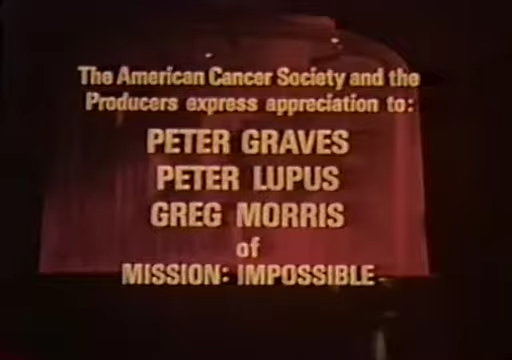 The American Cancer Society and the
Producers express appreciation to:
PETER GRAVES
PETER LUPUS
GREG MORRIS
of
MISSION: IMPOSSIBLE